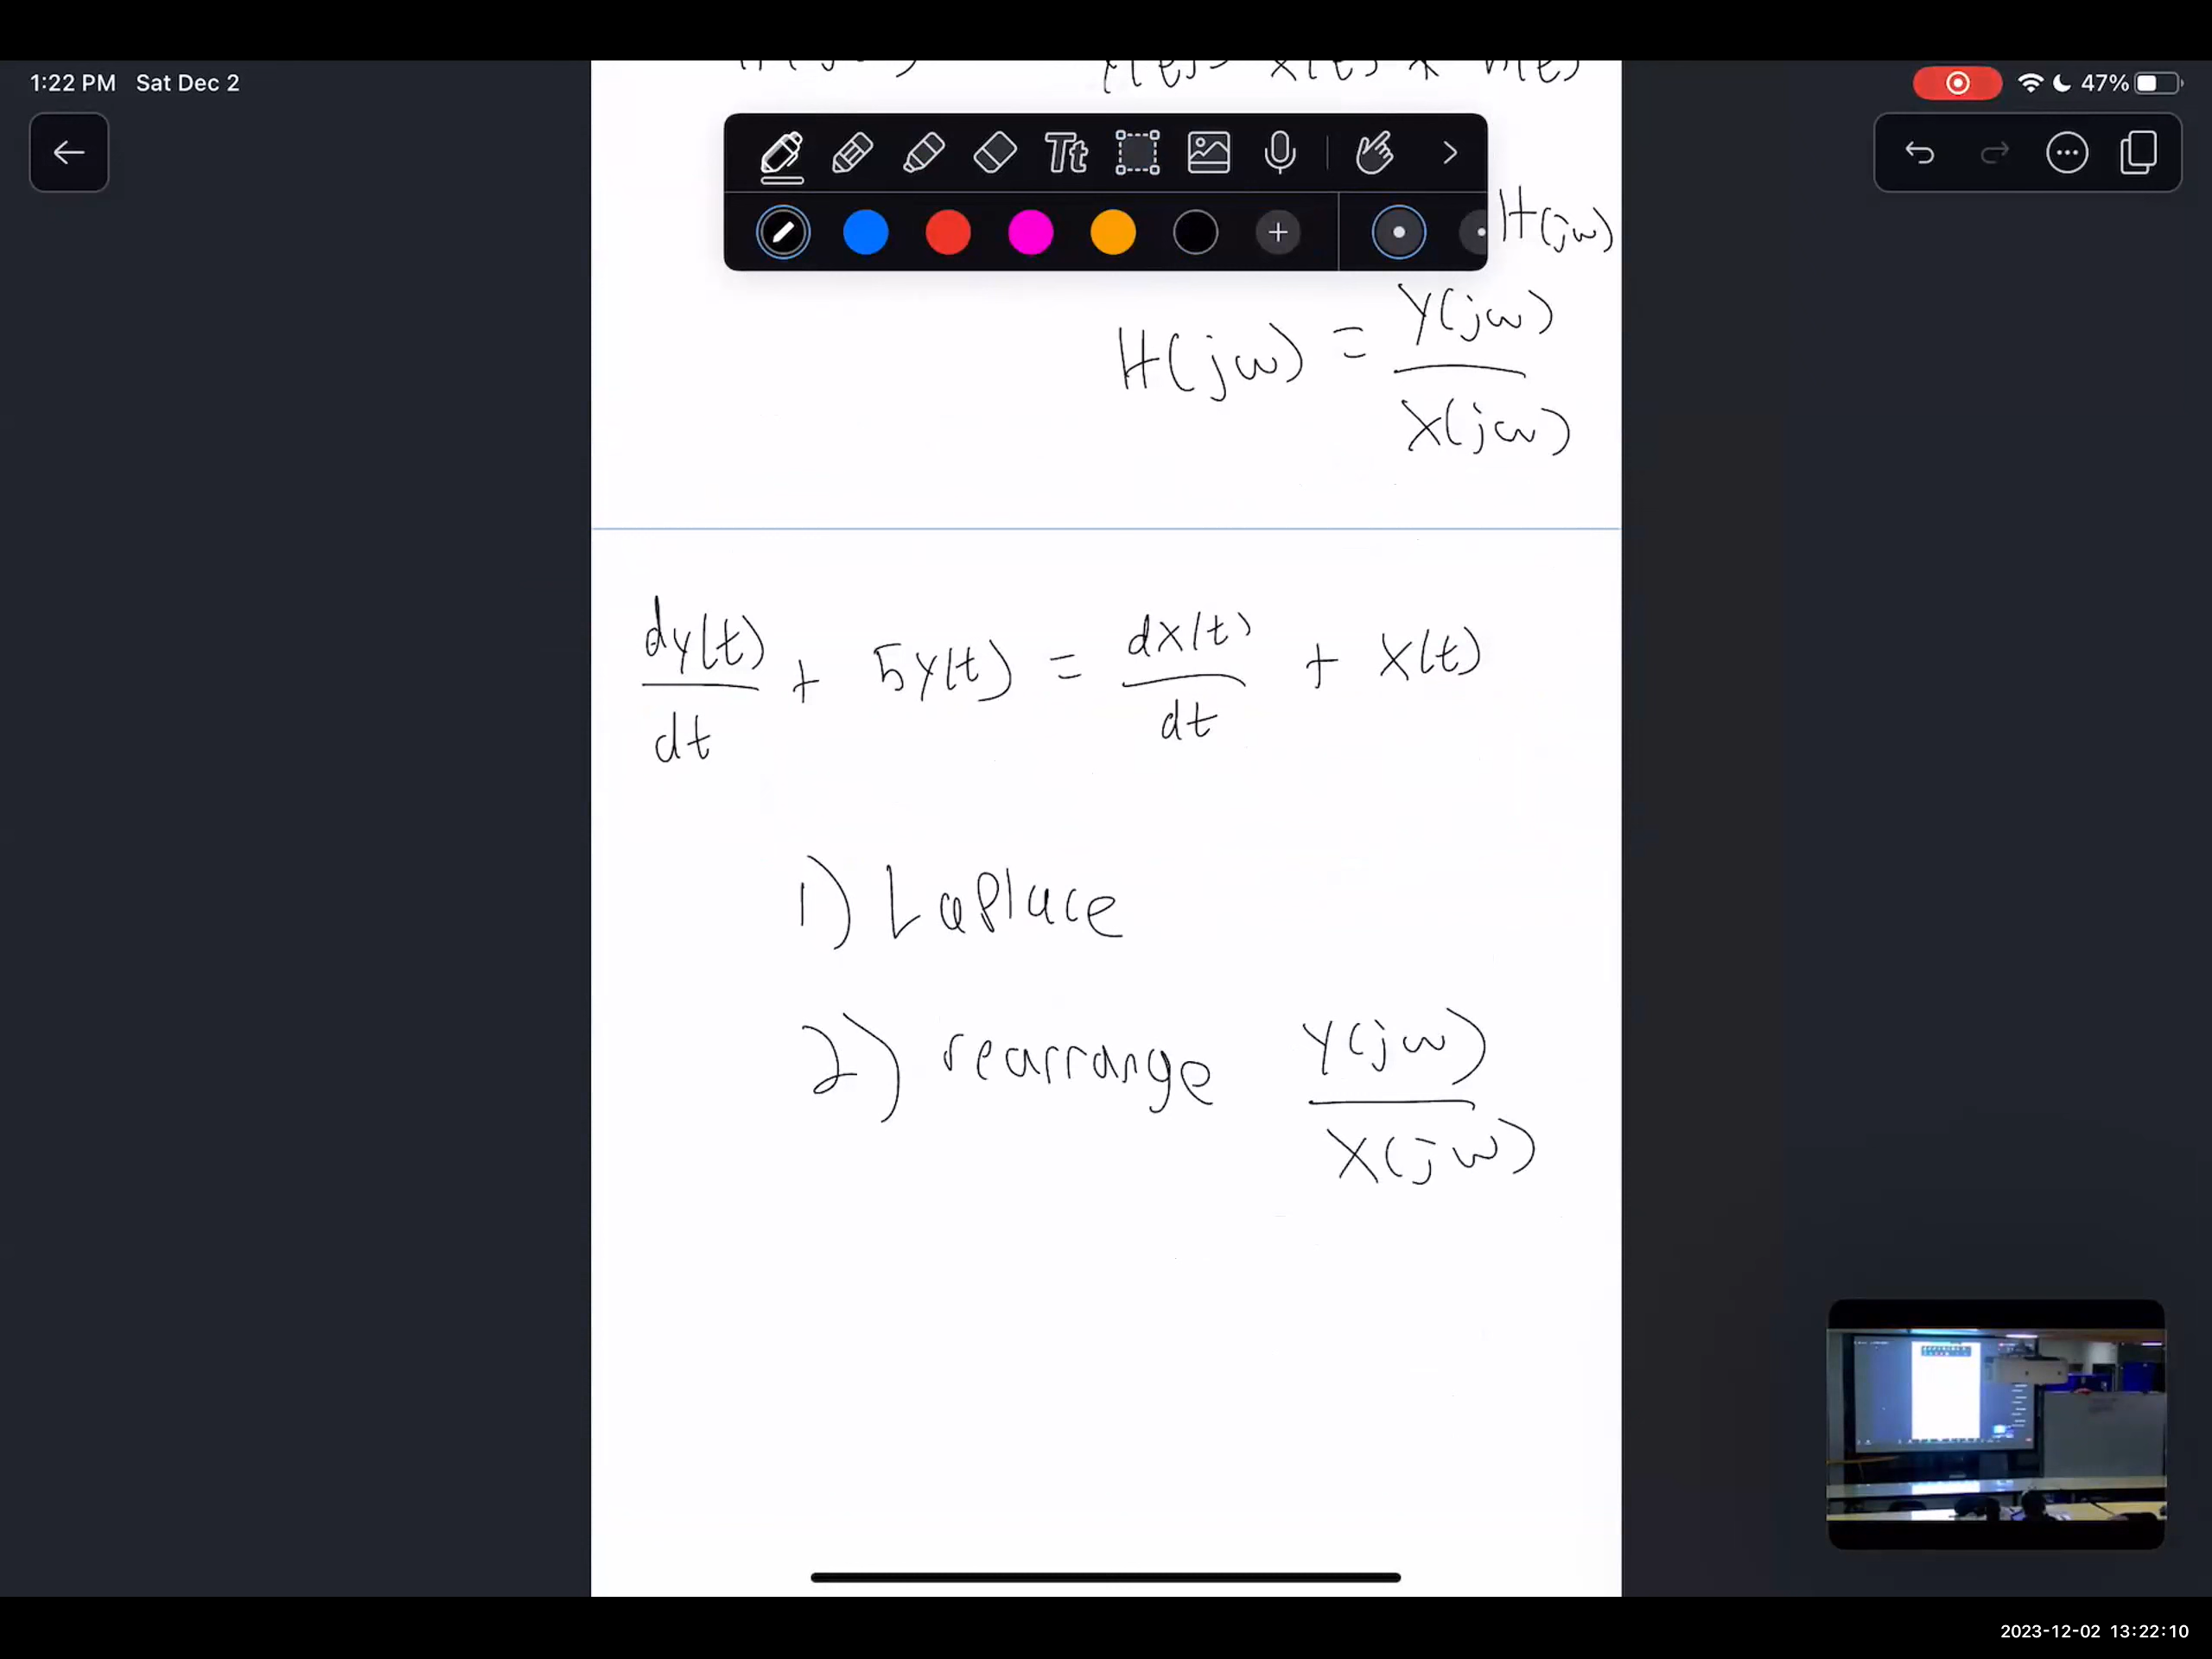 1:22 PM Sat Dec 2
47%
Tt
H(jω)
H(jω) = Y(jω) / X(jω)
dy(t)/dt + 5y(t) = dx(t)/dt + x(t)
1) Laplace
2) rearrange Y(jω) / X(jω)
2023-12-02 13:22:10